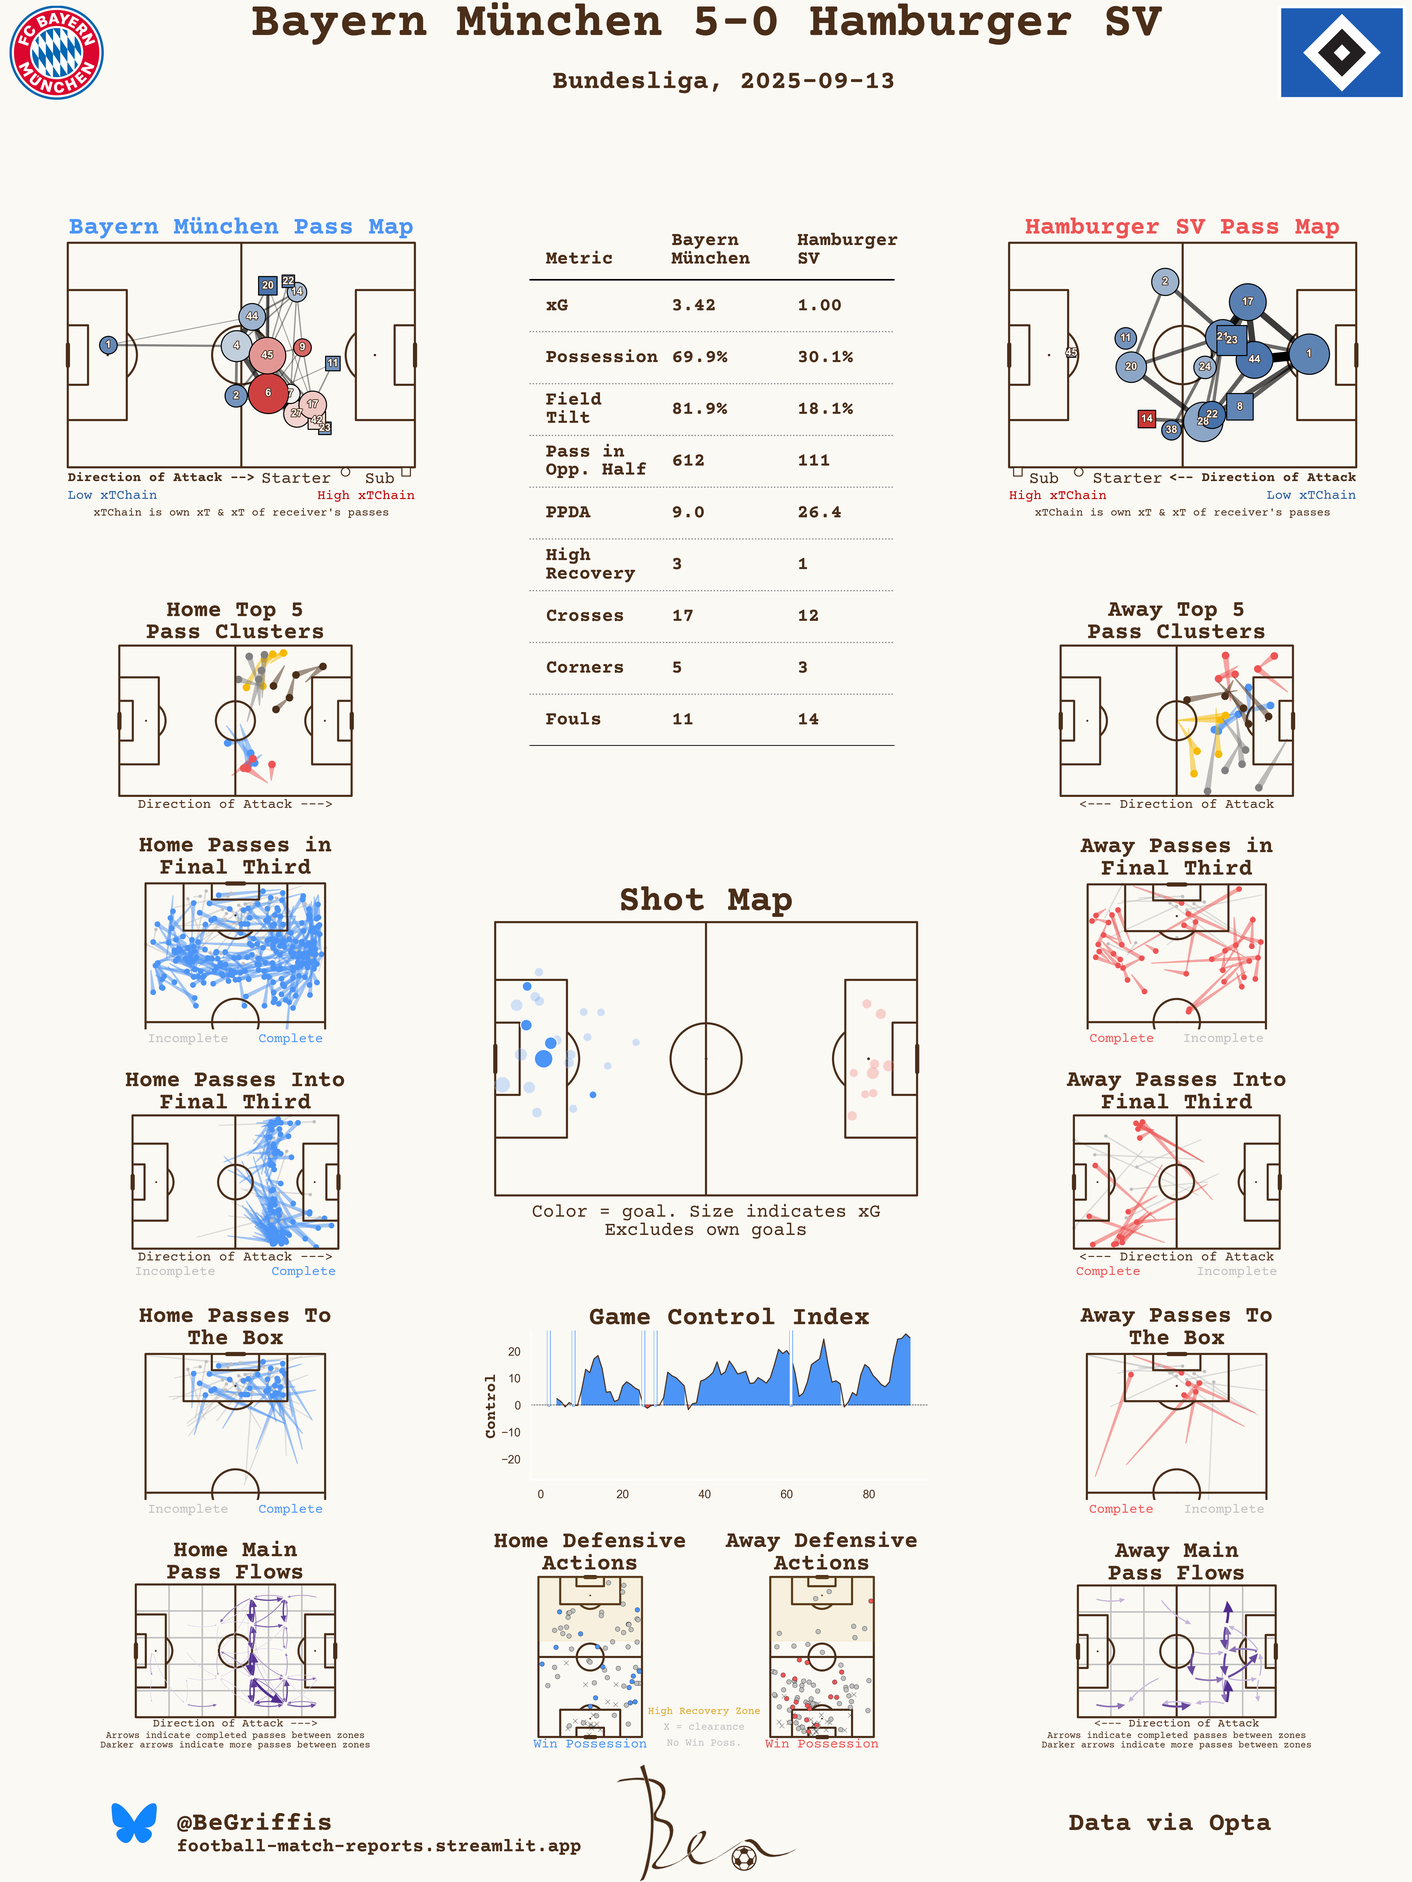 Bayern München 5-0 Hamburger SV
Bundesliga, 2025-09-13
FC BAYERN
MÜNCHEN
Bayern München Pass Map
1
20
22
14
44
4
45
9
11
2
6
7
27
17
42
23
Direction of Attack --> Starter Sub
Low xTChain High xTChain
xTChain is own xT & xT of receiver's passes
Metric Bayern München Hamburger SV
xG 3.42 1.00
Possession 69.9% 30.1%
Field Tilt 81.9% 18.1%
Pass in Opp. Half 612 111
PPDA 9.0 26.4
High Recovery 3 1
Crosses 17 12
Corners 5 3
Fouls 11 14
Hamburger SV Pass Map
2
17
11
21
23
45
20
24
44
1
14
38
28
22
8
Sub Starter <-- Direction of Attack
High xTChain Low xTChain
xTChain is own xT & xT of receiver's passes
Home Top 5
Pass Clusters
Direction of Attack --->
Away Top 5
Pass Clusters
<--- Direction of Attack
Home Passes in
Final Third
Incomplete Complete
Away Passes in
Final Third
Complete Incomplete
Shot Map
Color = goal. Size indicates xG
Excludes own goals
Home Passes Into
Final Third
Direction of Attack --->
Incomplete Complete
Away Passes Into
Final Third
<--- Direction of Attack
Complete Incomplete
Home Passes To
The Box
Incomplete Complete
Game Control Index
Control
20
10
0
−10
−20
0 20 40 60 80
Away Passes To
The Box
Complete Incomplete
Home Main
Pass Flows
Direction of Attack --->
Arrows indicate completed passes between zones
Darker arrows indicate more passes between zones
Home Defensive
Actions
Win Possession
High Recovery Zone
X = clearance
No Win Poss.
Away Defensive
Actions
Win Possession
Away Main
Pass Flows
<--- Direction of Attack
Arrows indicate completed passes between zones
Darker arrows indicate more passes between zones
@BeGriffis
football-match-reports.streamlit.app
Ben
Data via Opta